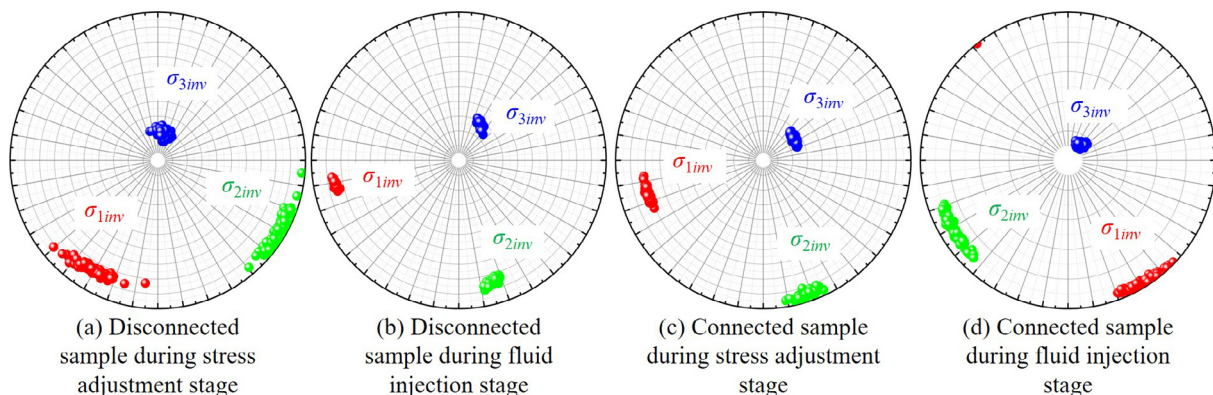 σ3inv
σ1inv
σ2inv
(a) Disconnected
sample during stress
adjustment stage
σ3inv
σ1inv
σ2inv
(b) Disconnected
sample during fluid
injection stage
σ3inv
σ1inv
σ2inv
(c) Connected sample
during stress adjustment
stage
σ3inv
σ2inv
σ1inv
(d) Connected sample
during fluid injection
stage